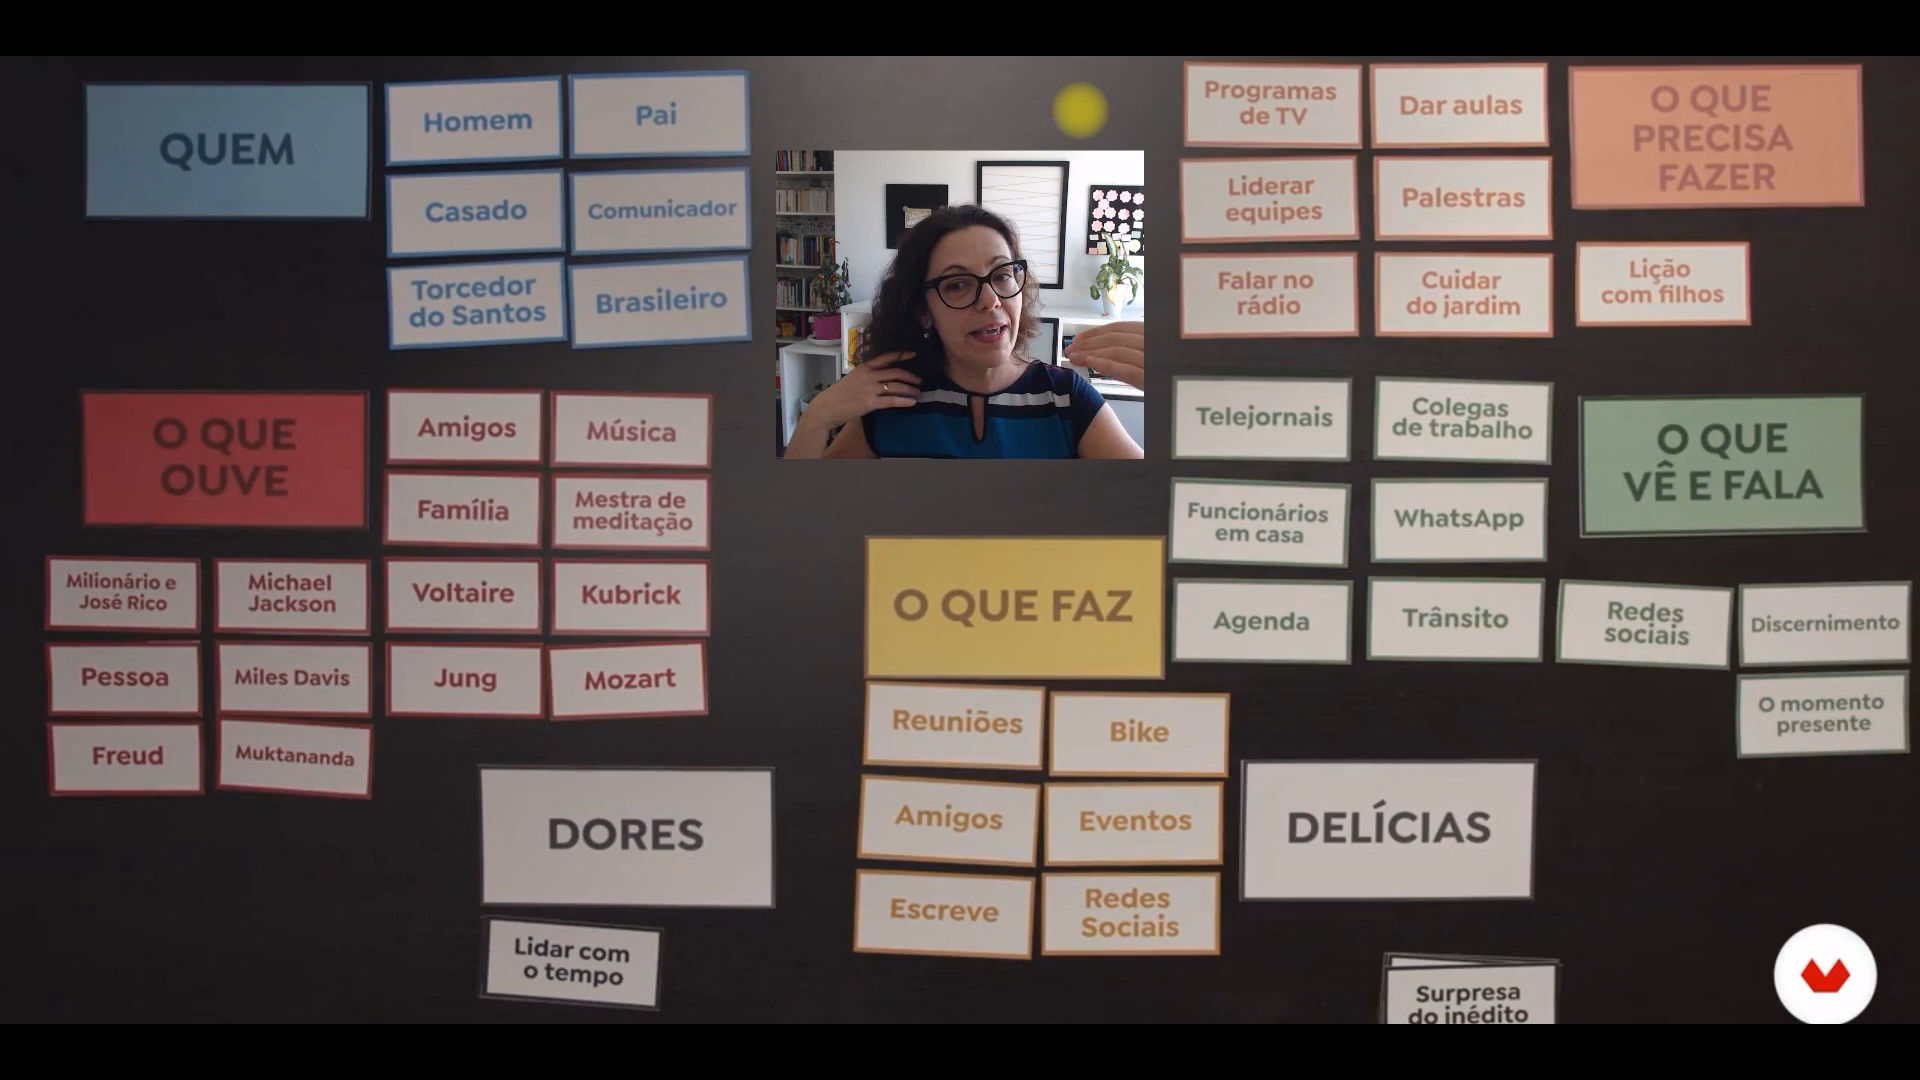 QUEM
Homem
Pai
Casado
Comunicador
Torcedor
do Santos
Brasileiro
Programas
de TV
Dar aulas
O QUE
PRECISA
FAZER
Liderar
equipes
Palestras
Falar no
rádio
Cuidar
do jardim
Lição
com filhos
O QUE
OUVE
Amigos
Música
Família
Mestra de
meditação
Milionário e
José Rico
Michael
Jackson
Voltaire
Kubrick
Pessoa
Miles Davis
Jung
Mozart
Freud
Muktananda
Telejornais
Colegas
de trabalho
O QUE
VÊ E FALA
Funcionários
em casa
WhatsApp
Agenda
Trânsito
Redes
sociais
Discernimento
O momento
presente
O QUE FAZ
Reuniões
Bike
Amigos
Eventos
Escreve
Redes
Sociais
DORES
Lidar com
o tempo
DELÍCIAS
Surpresa
do inédito